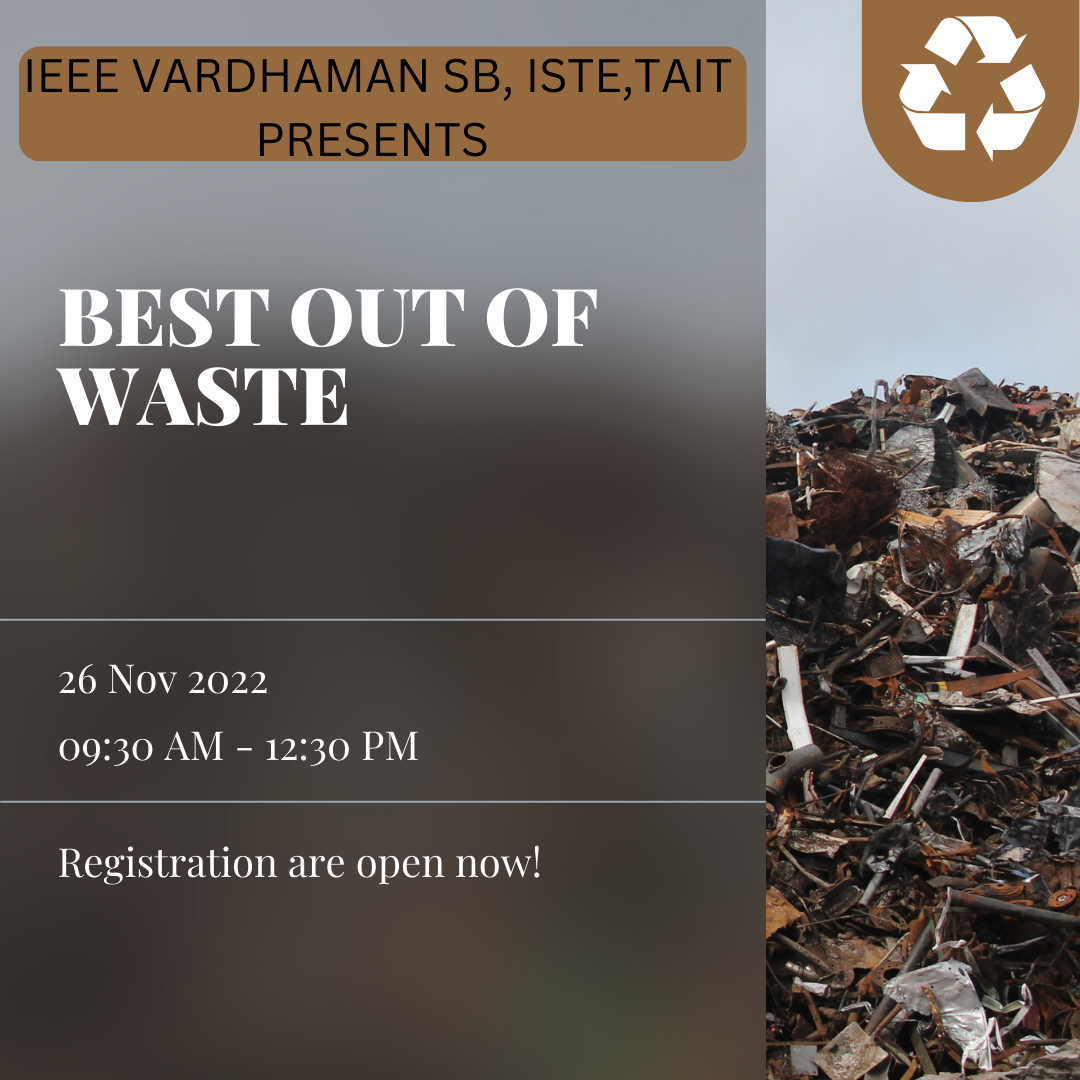 IEEE VARDHAMAN SB, ISTE,TAIT
PRESENTS
BEST OUT OF
WASTE
26 Nov 2022
09:30 AM - 12:30 PM
Registration are open now!